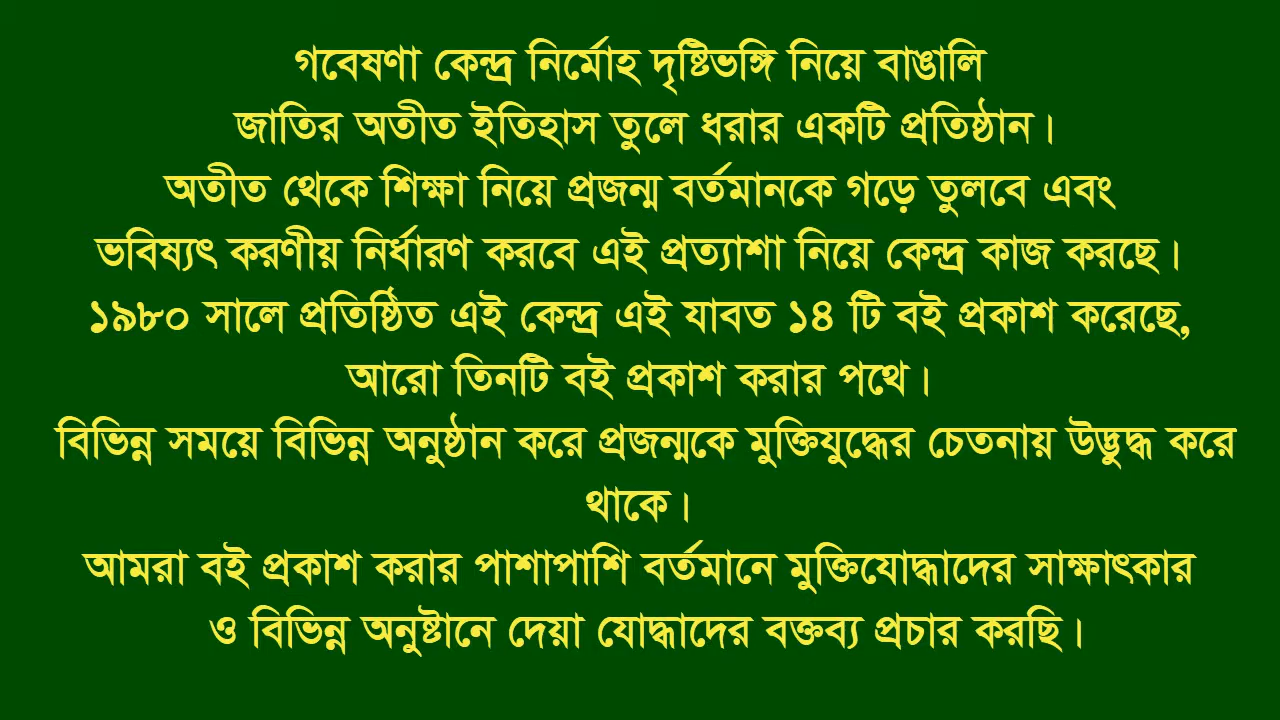 গবেষণা কেন্দ্র নির্মোহ দৃষ্টিভঙ্গি নিয়ে বাঙালি
জাতির অতীত ইতিহাস তুলে ধরার একটি প্রতিষ্ঠান।
অতীত থেকে শিক্ষা নিয়ে প্রজন্ম বর্তমানকে গড়ে তুলবে এবং
ভবিষ্যৎ করণীয় নির্ধারণ করবে এই প্রত্যাশা নিয়ে কেন্দ্র কাজ করছে।
১৯৮০ সালে প্রতিষ্ঠিত এই কেন্দ্র এই যাবত ১৪ টি বই প্রকাশ করেছে,
আরো তিনটি বই প্রকাশ করার পথে।
বিভিন্ন সময়ে বিভিন্ন অনুষ্ঠান করে প্রজন্মকে মুক্তিযুদ্ধের চেতনায় উদ্ভুদ্ধ করে
থাকে।
আমরা বই প্রকাশ করার পাশাপাশি বর্তমানে মুক্তিযোদ্ধাদের সাক্ষাৎকার
ও বিভিন্ন অনুষ্টানে দেয়া যোদ্ধাদের বক্তব্য প্রচার করছি।